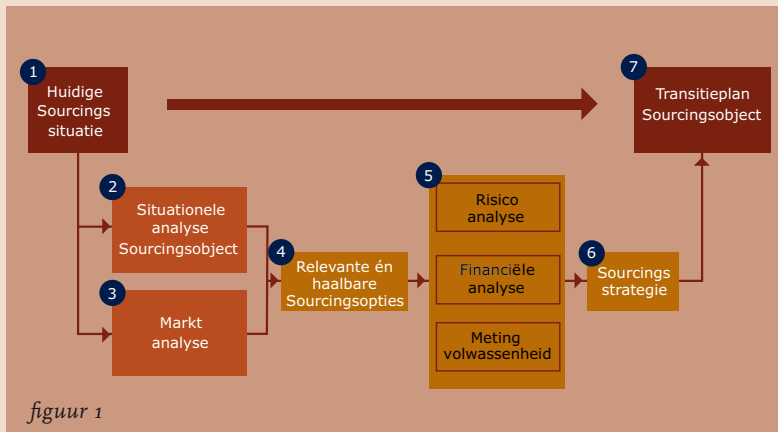 1
Huidige
Sourcings
situatie
2
Situationele
analyse
Sourcingsobject
3
Markt
analyse
4
Relevante én
haalbare
Sourcingsopties
5
Risico
analyse
Financiële
analyse
Meting
volwassenheid
6
Sourcings
strategie
7
Transitieplan
Sourcingsobject
figuur 1